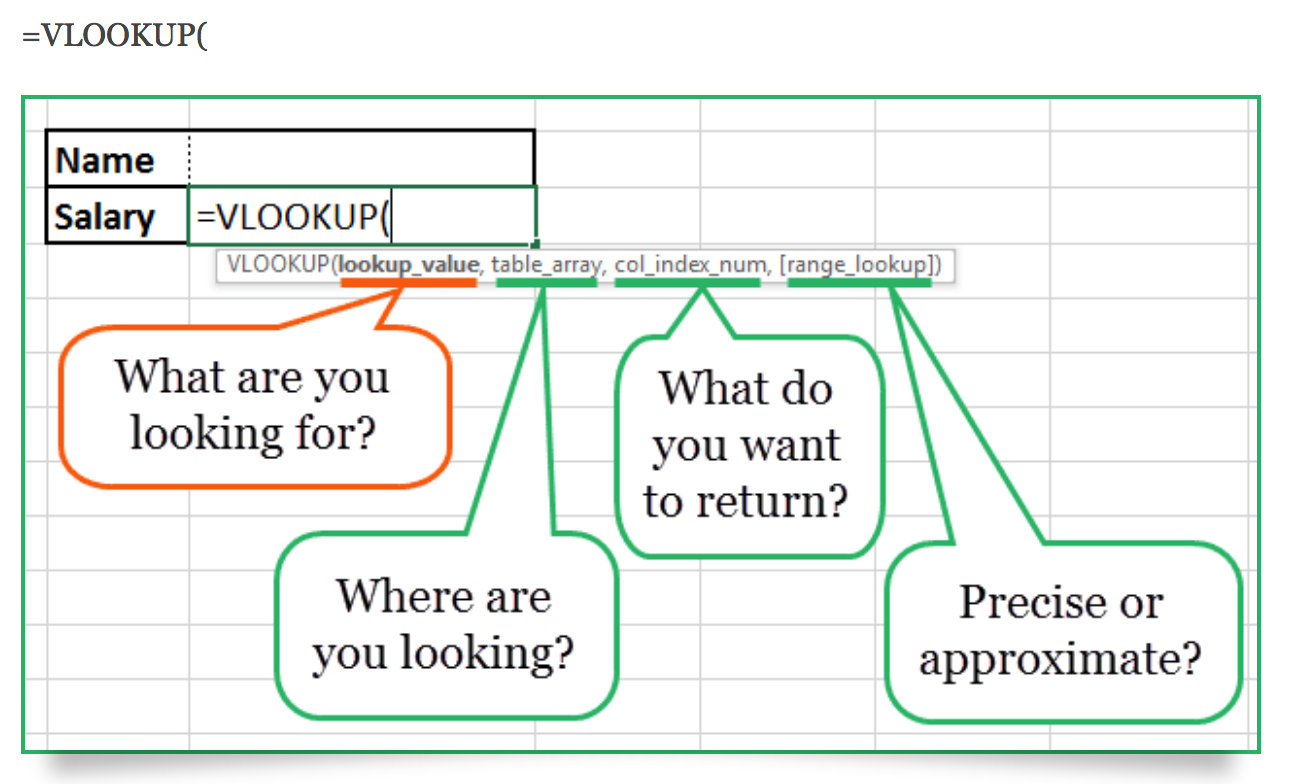 =VLOOKUP(
Name
Salary =VLOOKUP(
VLOOKUP(lookup_value, table_array, col_index_num, [range_lookup])
What are you
looking for?
Where are
you looking?
What do
you want
to return?
Precise or
approximate?